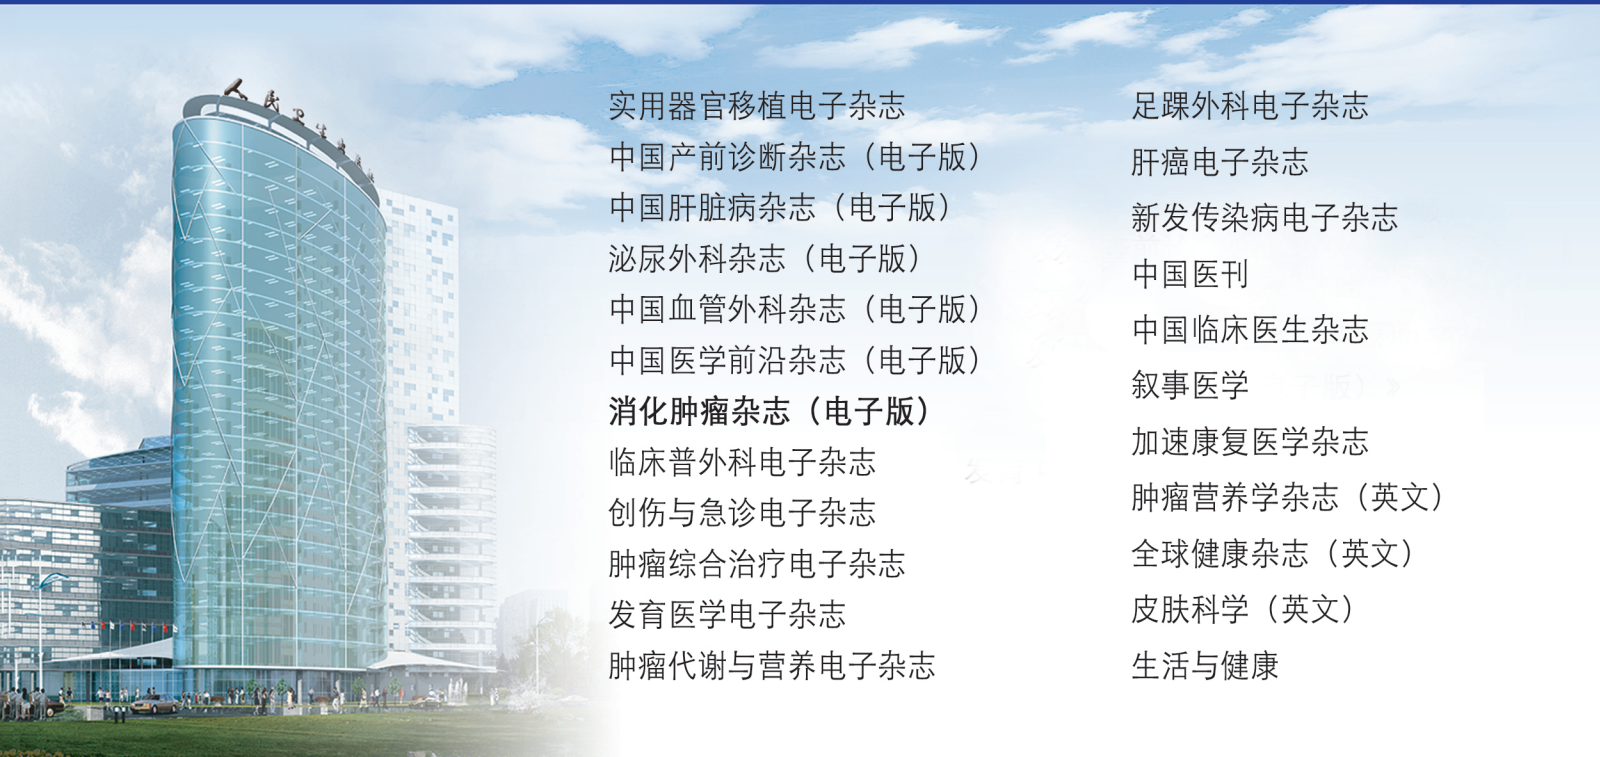 人民卫生出版社
实用器官移植电子杂志
中国产前诊断杂志（电子版）
中国肝脏病杂志（电子版）
泌尿外科杂志（电子版）
中国血管外科杂志（电子版）
中国医学前沿杂志（电子版）
消化肿瘤杂志（电子版）
临床普外科电子杂志
创伤与急诊电子杂志
肿瘤综合治疗电子杂志
发育医学电子杂志
肿瘤代谢与营养电子杂志
足踝外科电子杂志
肝癌电子杂志
新发传染病电子杂志
中国医刊
中国临床医生杂志
叙事医学
加速康复医学杂志
肿瘤营养学杂志（英文）
全球健康杂志（英文）
皮肤科学（英文）
生活与健康